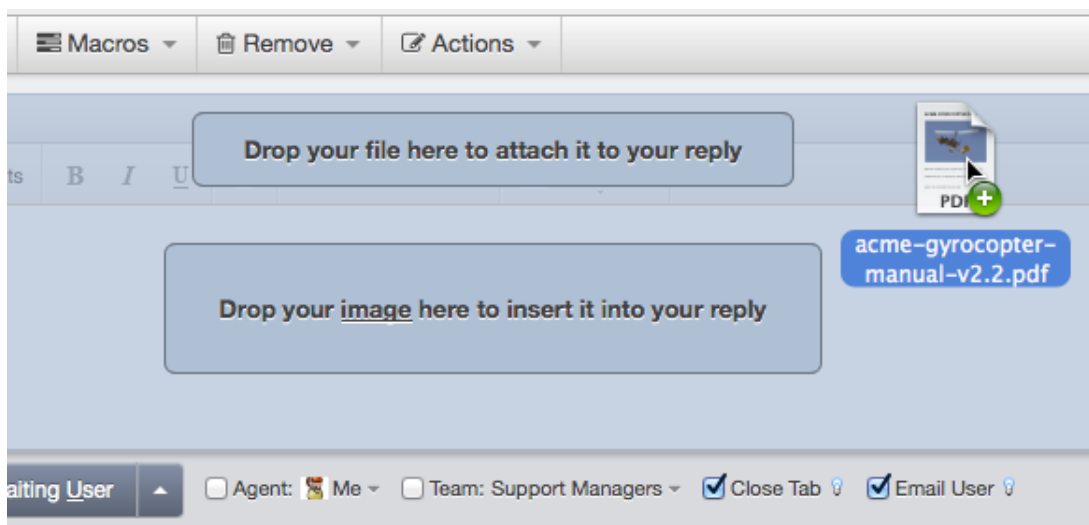 Macros Remove Actions
Drop your file here to attach it to your reply
ts B I U
PDF
acme-gyrocopter-
manual-v2.2.pdf
Drop your image here to insert it into your reply
aiting User Agent: Me Team: Support Managers Close Tab Email User